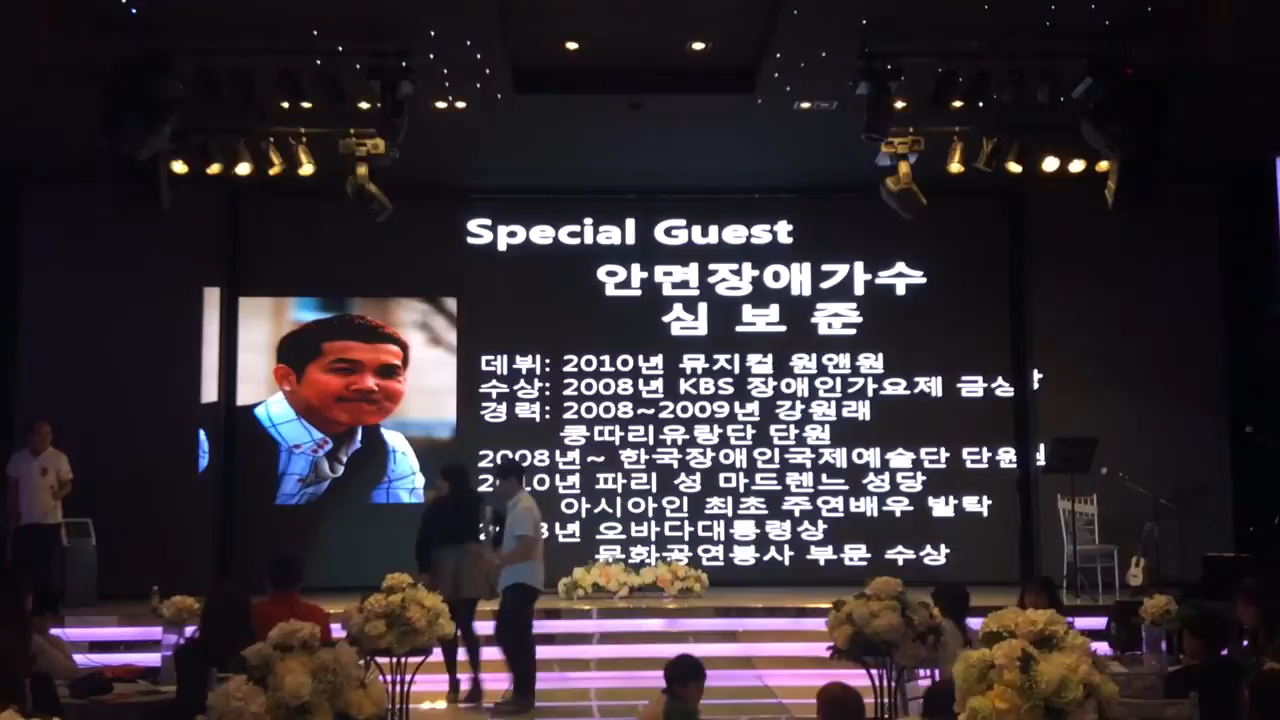 Special Guest
안면장애가수
심 보 준
데뷔: 2010년 뮤지컬 원앤원
수상: 2008년 KBS 장애인가요제 금상
경력: 2008~2009년 강원래
쿵따리유랑단 단원
2008년~ 한국장애인국제예술단 단원
2010년 파리 성 마드렌느 성당
아시아인 최초 주연배우 발탁
년 오바다대통령상
문화공연봉사 부문 수상